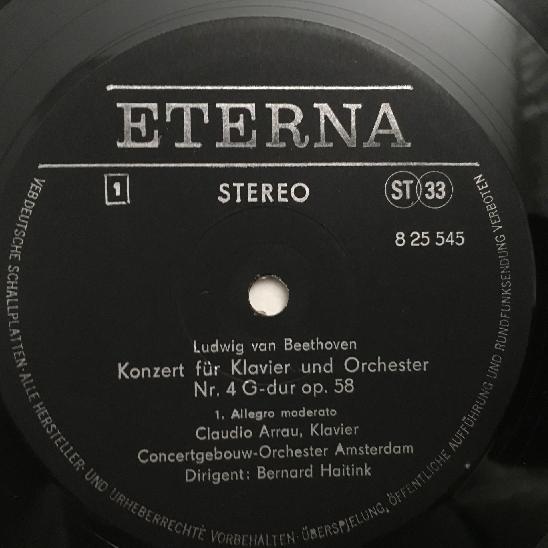 ETERNA
1 STEREO ST 33
8 25 545
Ludwig van Beethoven
Konzert für Klavier und Orchester
Nr. 4 G-dur op. 58
1. Allegro moderato
Claudio Arrau, Klavier
Concertgebouw-Orchester Amsterdam
Dirigent: Bernard Haitink
VEB DEUTSCHE SCHALLPLATTEN · ALLE HERSTELLER- UND URHEBERRECHTE VORBEHALTEN · ÜBERSPIELUNG, ÖFFENTLICHE AUFFÜHRUNG UND RUNDFUNKSENDUNG VERBOTEN